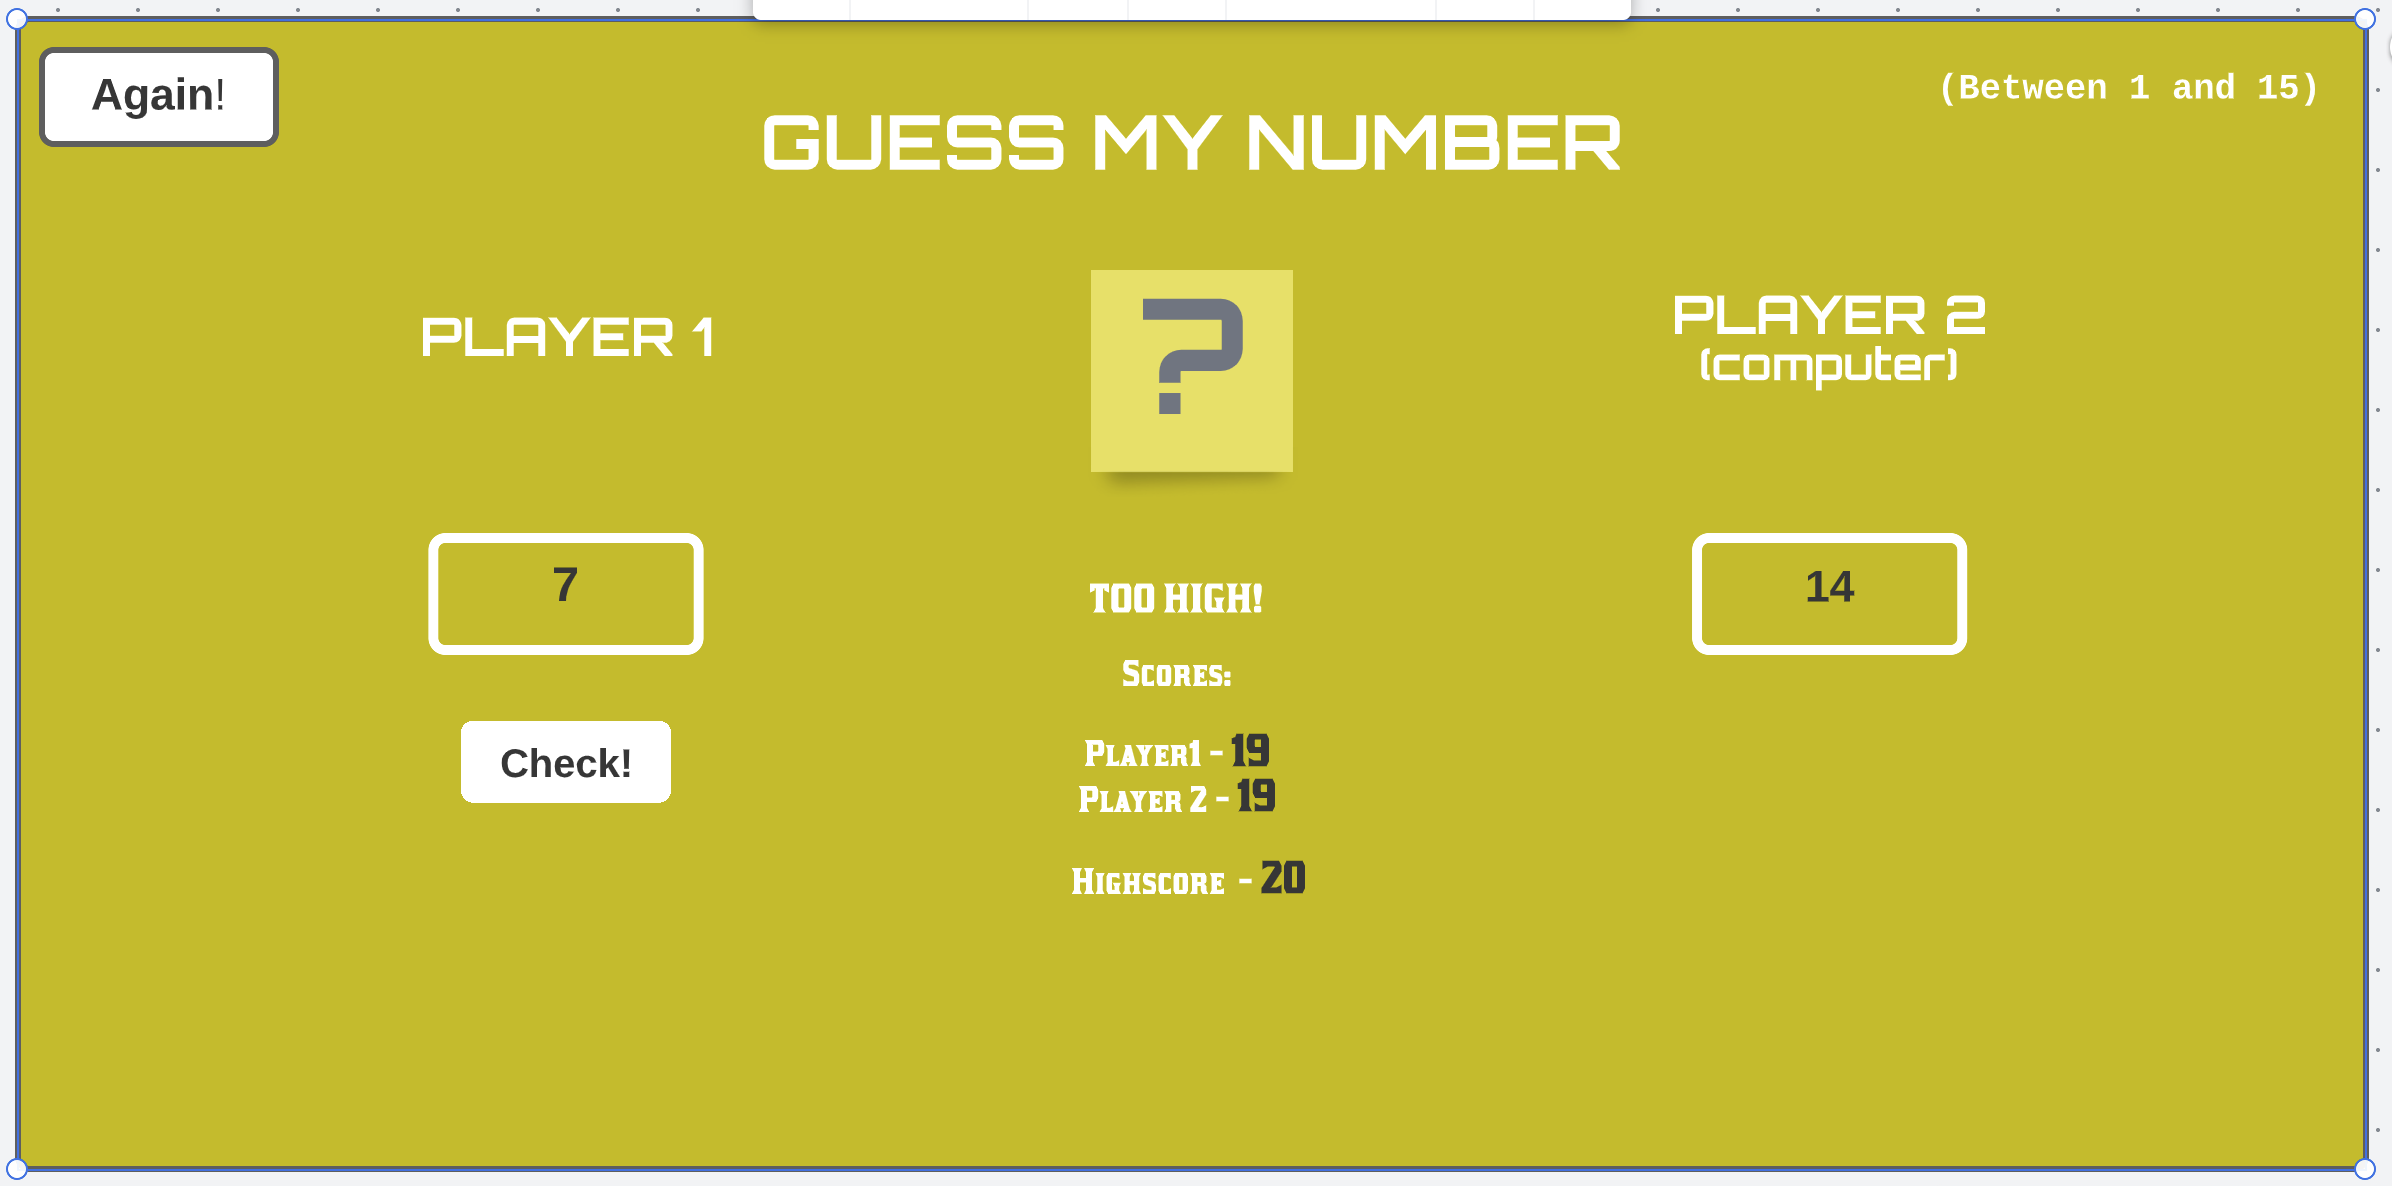 Again!
(Between 1 and 15)
GUESS MY NUMBER
PLAYER 1
?
PLAYER 2
(computer)
7
TOO HIGH!
14
Scores:
Check!
Player1 - 19
Player 2 - 19
Highscore - 20